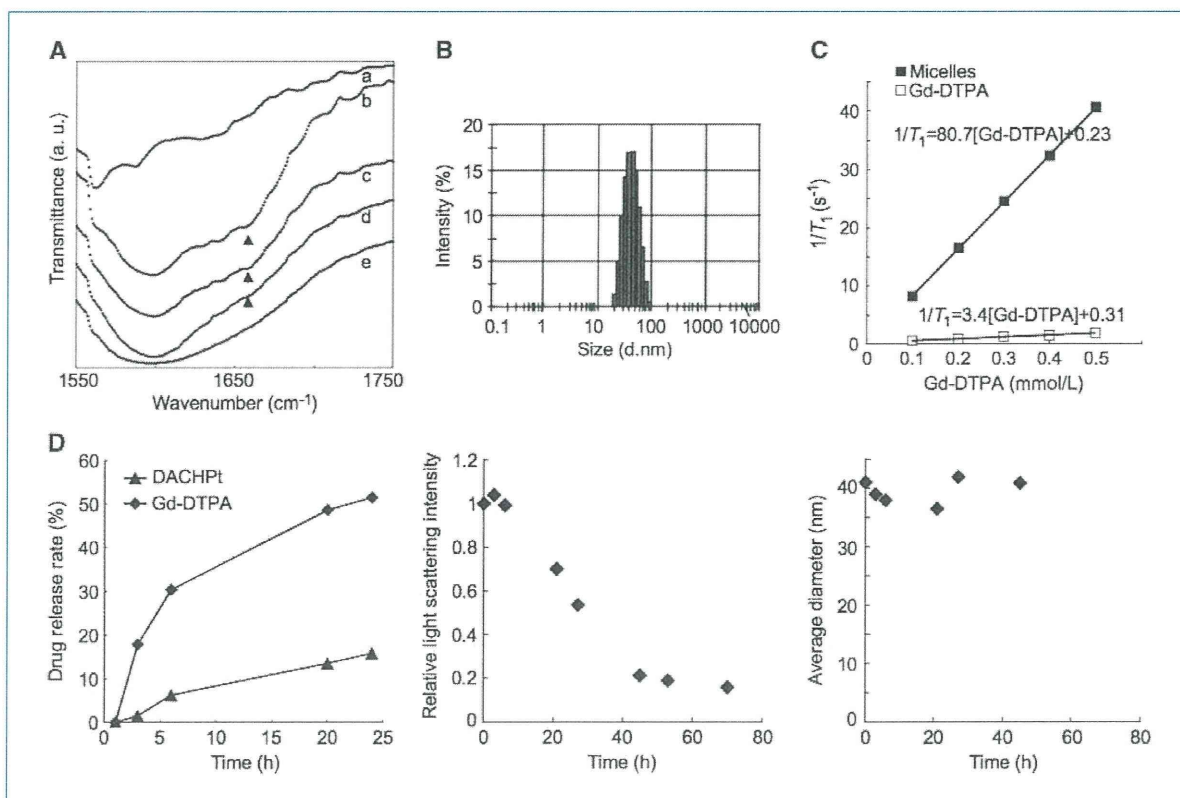 A
B
C
a
b
c
d
e
Transmittance (a. u.)
1550 1650 1750
Wavenumber (cm-1)
20
15
10
5
0
Intensity (%)
0.1 1 10 100 1000 10000
Size (d.nm)
Micelles
Gd-DTPA
40
30
20
10
0
1/T1 (s-1)
1/T1=80.7[Gd-DTPA]+0.23
1/T1=3.4[Gd-DTPA]+0.31
0 0.1 0.2 0.3 0.4 0.5
Gd-DTPA (mmol/L)
D
60
50
40
30
20
10
0
Drug release rate (%)
DACHPt
Gd-DTPA
0 5 10 15 20 25
Time (h)
1.2
1
0.8
0.6
0.4
0.2
0
Relative light scattering intensity
0 20 40 60 80
Time (h)
40
30
20
10
0
Average diameter (nm)
0 20 40 60 80
Time (h)